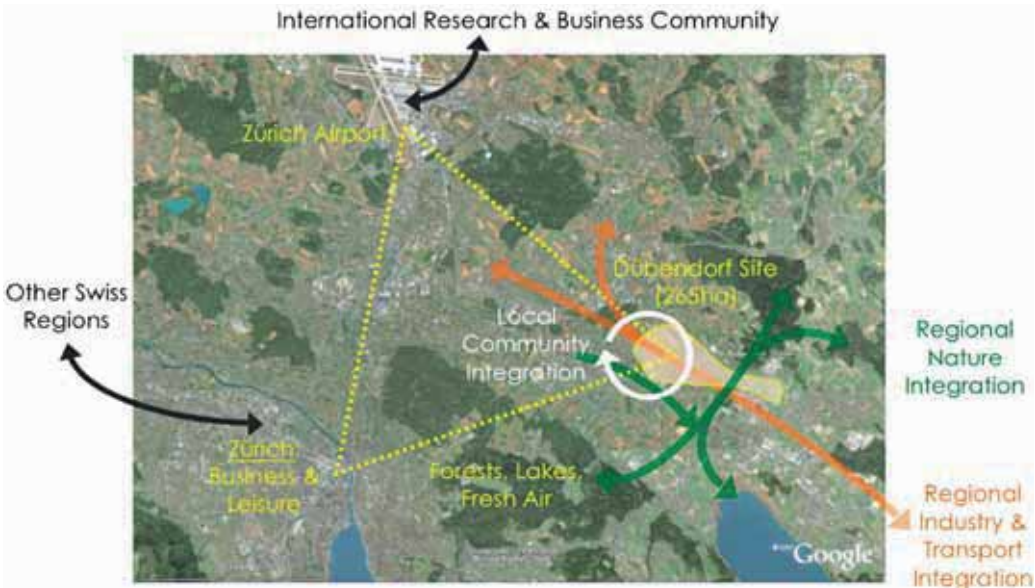 International Research & Business Community
Zürich Airport
Dübendorf Site
(265ha)
Other Swiss
Regions
Local
Community
Integration
Regional
Nature
Integration
Zürich
Business &
Leisure
Forests, Lakes,
Fresh Air
Regional
Industry &
Transport
Integration
Google